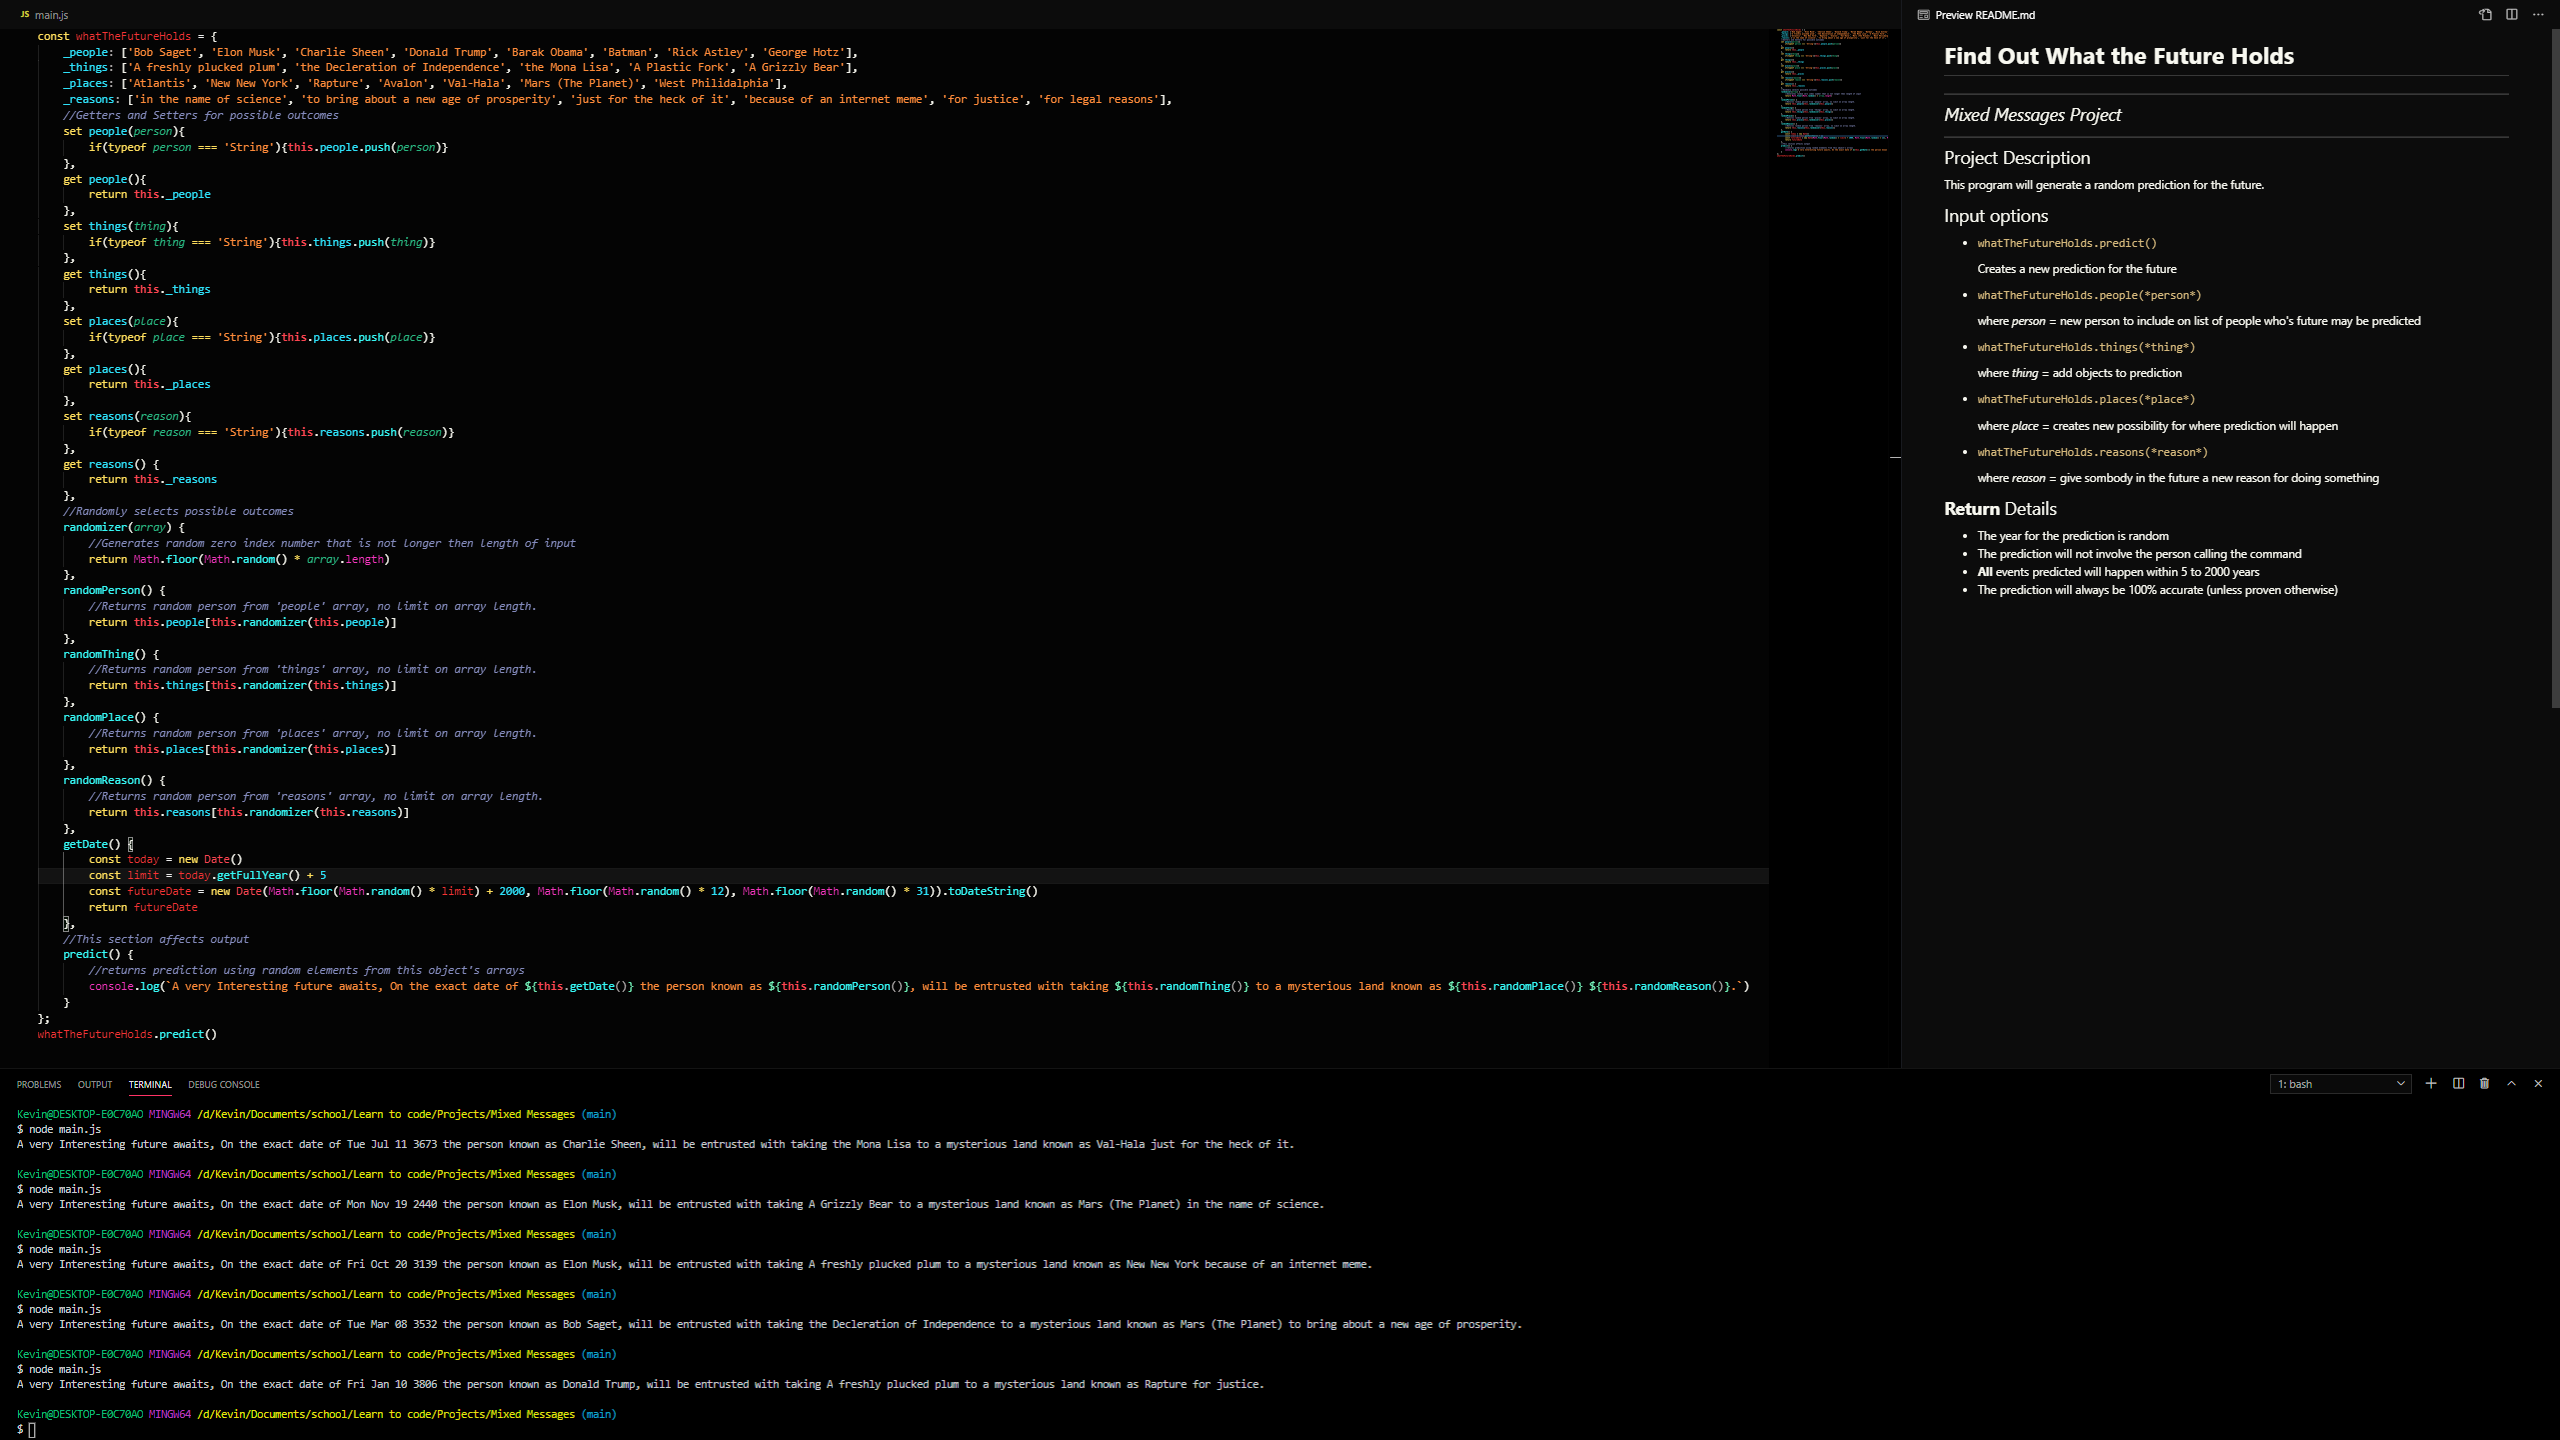 JS main.js
const whatTheFutureHolds = {
_people: ['Bob Saget', 'Elon Musk', 'Charlie Sheen', 'Donald Trump', 'Barak Obama', 'Batman', 'Rick Astley', 'George Hotz'],
_things: ['A freshly plucked plum', 'the Decleration of Independence', 'the Mona Lisa', 'A Plastic Fork', 'A Grizzly Bear'],
_places: ['Atlantis', 'New New York', 'Rapture', 'Avalon', 'Val-Hala', 'Mars (The Planet)', 'West Philidalphia'],
_reasons: ['in the name of science', 'to bring about a new age of prosperity', 'just for the heck of it', 'because of an internet meme', 'for justice', 'for legal reasons'],
//Getters and Setters for possible outcomes
set people(person){
if(typeof person === 'String'){this.people.push(person)}
},
get people(){
return this._people
},
set things(thing){
if(typeof thing === 'String'){this.things.push(thing)}
},
get things(){
return this._things
},
set places(place){
if(typeof place === 'String'){this.places.push(place)}
},
get places(){
return this._places
},
set reasons(reason){
if(typeof reason === 'String'){this.reasons.push(reason)}
},
get reasons() {
return this._reasons
},
//Randomly selects possible outcomes
randomizer(array) {
//Generates random zero index number that is not longer then length of input
return Math.floor(Math.random() * array.length)
},
randomPerson() {
//Returns random person from 'people' array, no limit on array length.
return this.people[this.randomizer(this.people)]
},
randomThing() {
//Returns random person from 'things' array, no limit on array length.
return this.things[this.randomizer(this.things)]
},
randomPlace() {
//Returns random person from 'places' array, no limit on array length.
return this.places[this.randomizer(this.places)]
},
randomReason() {
//Returns random person from 'reasons' array, no limit on array length.
return this.reasons[this.randomizer(this.reasons)]
},
getDate() {
const today = new Date()
const limit = today.getFullYear() + 5
const futureDate = new Date(Math.floor(Math.random() * limit) + 2000, Math.floor(Math.random() * 12), Math.floor(Math.random() * 31)).toDateString()
return futureDate
},
//This section affects output
predict() {
//returns prediction using random elements from this object's arrays
console.log(`A very Interesting future awaits, On the exact date of ${this.getDate()} the person known as ${this.randomPerson()}, will be entrusted with taking ${this.randomThing()} to a mysterious land known as ${this.randomPlace()} ${this.randomReason()}.`)
}
};
whatTheFutureHolds.predict()
Preview README.md
Find Out What the Future Holds
Mixed Messages Project
Project Description
This program will generate a random prediction for the future.
Input options
• whatTheFutureHolds.predict()
Creates a new prediction for the future
• whatTheFutureHolds.people(*person*)
where person = new person to include on list of people who's future may be predicted
• whatTheFutureHolds.things(*thing*)
where thing = add objects to prediction
• whatTheFutureHolds.places(*place*)
where place = creates new possibility for where prediction will happen
• whatTheFutureHolds.reasons(*reason*)
where reason = give sombody in the future a new reason for doing something
Return Details
• The year for the prediction is random
• The prediction will not involve the person calling the command
• All events predicted will happen within 5 to 2000 years
• The prediction will always be 100% accurate (unless proven otherwise)
PROBLEMS OUTPUT TERMINAL DEBUG CONSOLE
1: bash
Kevin@DESKTOP-E0C70AO MINGW64 /d/Kevin/Documents/school/Learn to code/Projects/Mixed Messages (main)
$ node main.js
A very Interesting future awaits, On the exact date of Tue Jul 11 3673 the person known as Charlie Sheen, will be entrusted with taking the Mona Lisa to a mysterious land known as Val-Hala just for the heck of it.
Kevin@DESKTOP-E0C70AO MINGW64 /d/Kevin/Documents/school/Learn to code/Projects/Mixed Messages (main)
$ node main.js
A very Interesting future awaits, On the exact date of Mon Nov 19 2440 the person known as Elon Musk, will be entrusted with taking A Grizzly Bear to a mysterious land known as Mars (The Planet) in the name of science.
Kevin@DESKTOP-E0C70AO MINGW64 /d/Kevin/Documents/school/Learn to code/Projects/Mixed Messages (main)
$ node main.js
A very Interesting future awaits, On the exact date of Fri Oct 20 3139 the person known as Elon Musk, will be entrusted with taking A freshly plucked plum to a mysterious land known as New New York because of an internet meme.
Kevin@DESKTOP-E0C70AO MINGW64 /d/Kevin/Documents/school/Learn to code/Projects/Mixed Messages (main)
$ node main.js
A very Interesting future awaits, On the exact date of Tue Mar 08 3532 the person known as Bob Saget, will be entrusted with taking the Decleration of Independence to a mysterious land known as Mars (The Planet) to bring about a new age of prosperity.
Kevin@DESKTOP-E0C70AO MINGW64 /d/Kevin/Documents/school/Learn to code/Projects/Mixed Messages (main)
$ node main.js
A very Interesting future awaits, On the exact date of Fri Jan 10 3806 the person known as Donald Trump, will be entrusted with taking A freshly plucked plum to a mysterious land known as Rapture for justice.
Kevin@DESKTOP-E0C70AO MINGW64 /d/Kevin/Documents/school/Learn to code/Projects/Mixed Messages (main)
$